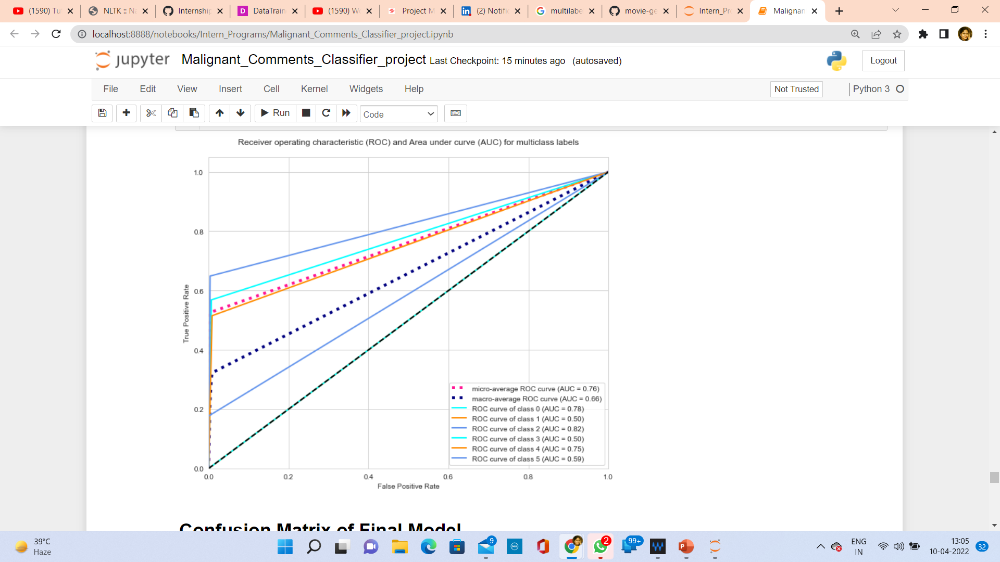 (1590) Tu
NLTK :: Na
Internship
DataTrain
(1590) Wo
Project M
(2) Notific
multilabe
movie-ge
Intern_Pro
Malignan
localhost:8888/notebooks/Intern_Programs/Malignant_Comments_Classifier_project.ipynb
jupyter Malignant_Comments_Classifier_project Last Checkpoint: 15 minutes ago (autosaved)
Logout
File Edit View Insert Cell Kernel Widgets Help
Not Trusted
Python 3
Run
Code
Receiver operating characteristic (ROC) and Area under curve (AUC) for multiclass labels
1.0
0.8
0.6
0.4
0.2
0.0
True Positive Rate
micro-average ROC curve (AUC = 0.76)
macro-average ROC curve (AUC = 0.66)
ROC curve of class 0 (AUC = 0.78)
ROC curve of class 1 (AUC = 0.50)
ROC curve of class 2 (AUC = 0.82)
ROC curve of class 3 (AUC = 0.50)
ROC curve of class 4 (AUC = 0.75)
ROC curve of class 5 (AUC = 0.59)
0.0 0.2 0.4 0.6 0.8 1.0
False Positive Rate
Confusion Matrix of Final Model
39°C
Haze
9
DELL
2
99+
ENG
IN
13:05
10-04-2022
32